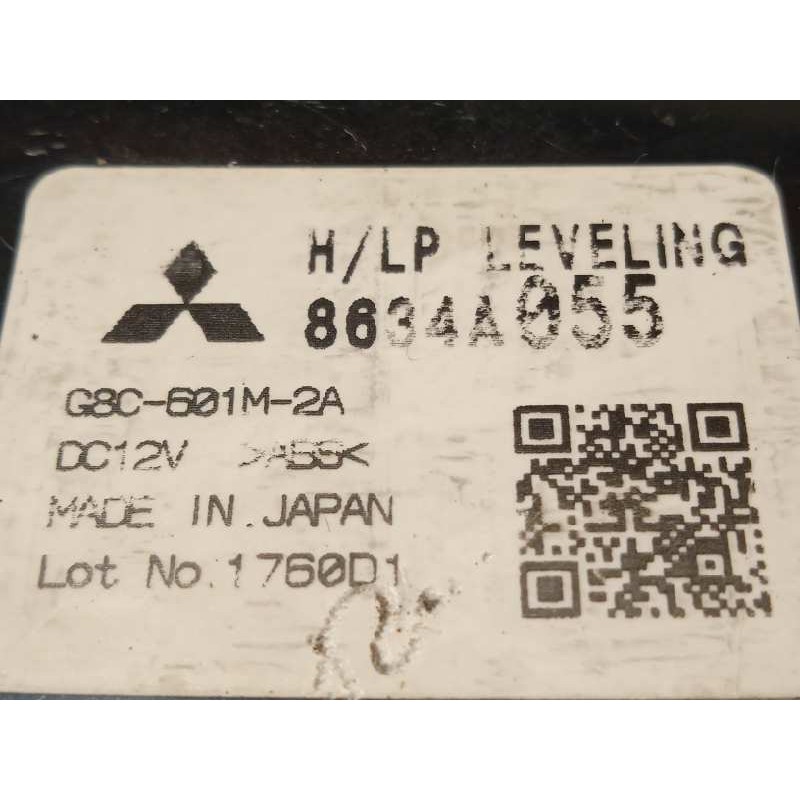 H/LP LEVELING
8634A055
G8C-601M-2A
DC12V >ABS<
MADE IN JAPAN
Lot No.1760D1